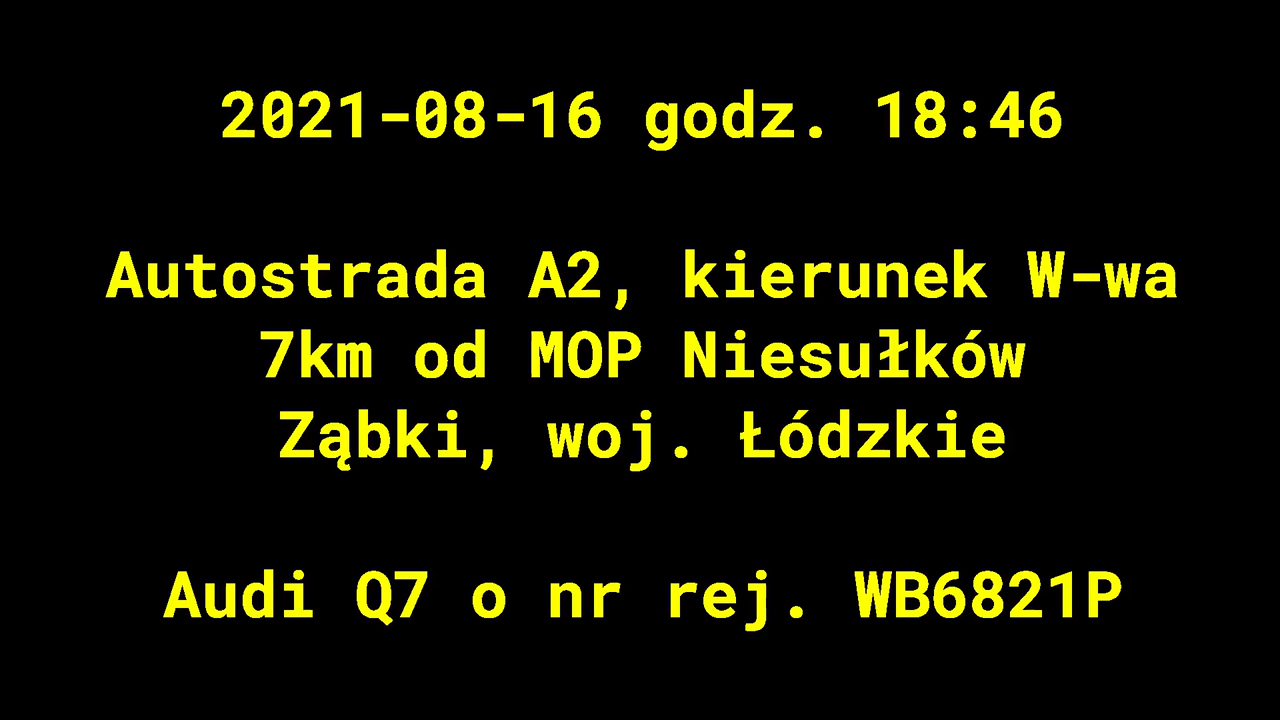 2021-08-16 godz. 18:46
Autostrada A2, kierunek W-wa
7km od MOP Niesułków
Ząbki, woj. Łódzkie
Audi Q7 o nr rej. WB6821P